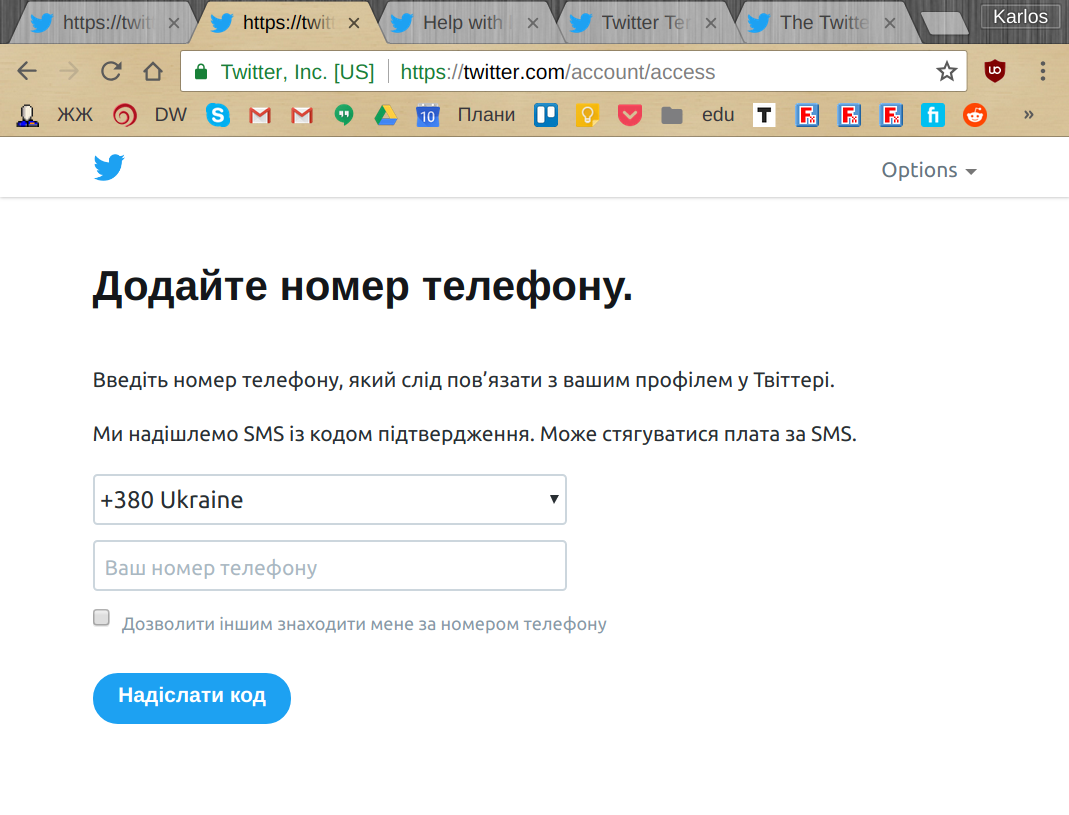 https://twit
https://twit
Help with
Twitter Ter
The Twitte
Karlos
Twitter, Inc. [US]
https://twitter.com/account/access
ЖЖ
DW
10
Плани
edu
T
Options
Додайте номер телефону.
Введіть номер телефону, який слід пов’язати з вашим профілем у Твіттері.
Ми надішлемо SMS із кодом підтвердження. Може стягуватися плата за SMS.
+380 Ukraine
Ваш номер телефону
Дозволити іншим знаходити мене за номером телефону
Надіслати код